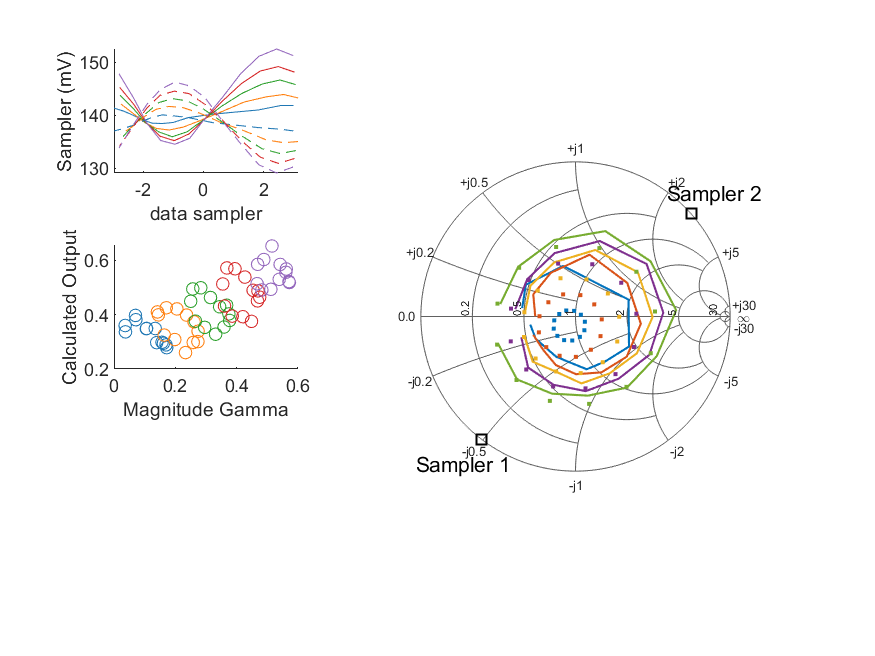 Sampler (mV)
150
140
130
-2
0
2
data sampler
Calculated Output
0.6
0.4
0.2
0
0.2
0.4
0.6
Magnitude Gamma
+j1
+j0.5
+j2
Sampler 2
+j0.2
+j5
0.0
0.2
0.5
1
2
5
30
+j30
∞
-j30
-j0.2
-j5
-j0.5
-j2
Sampler 1
-j1